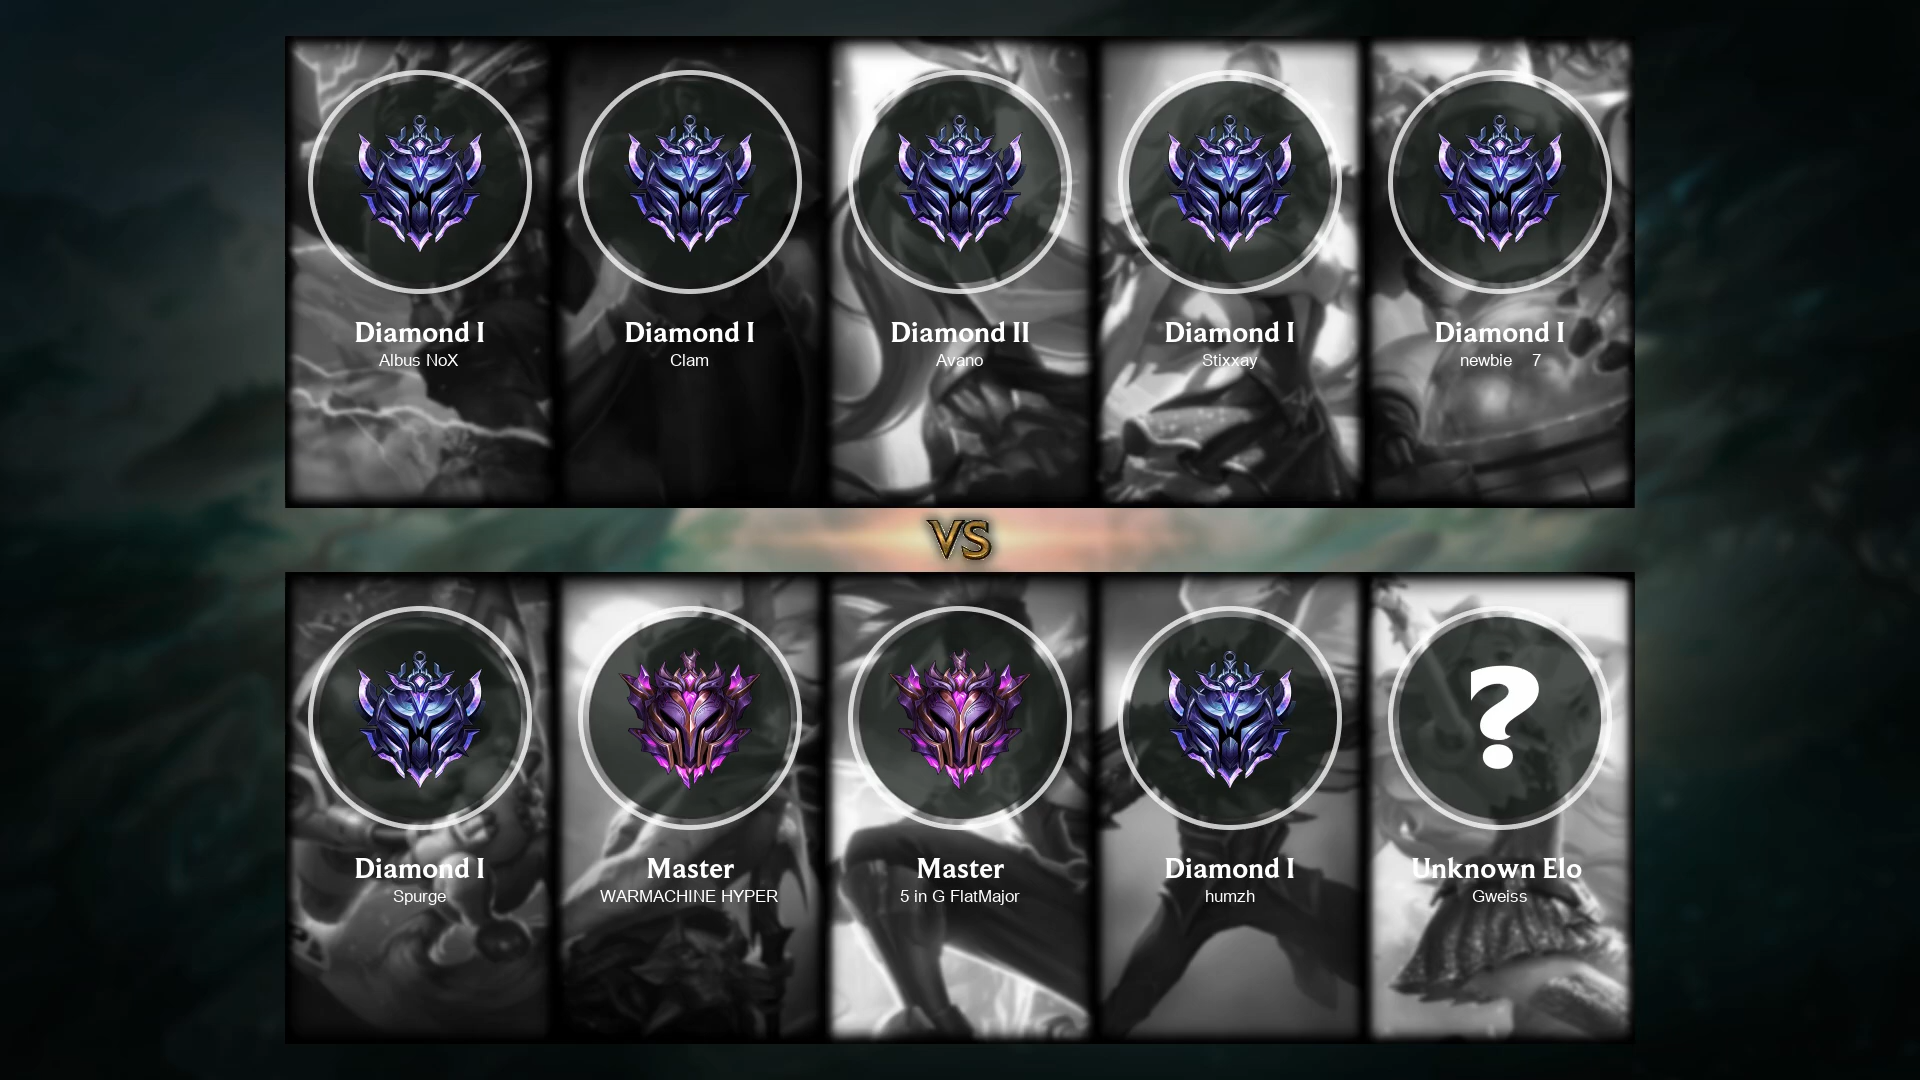 Diamond I
Albus NoX
Diamond I
Clam
Diamond II
Avano
Diamond I
Stixxay
Diamond I
newbie 7
VS
Diamond I
Spurge
Master
WARMACHINE HYPER
Master
5 in G FlatMajor
Diamond I
humzh
?
Unknown Elo
Gweiss